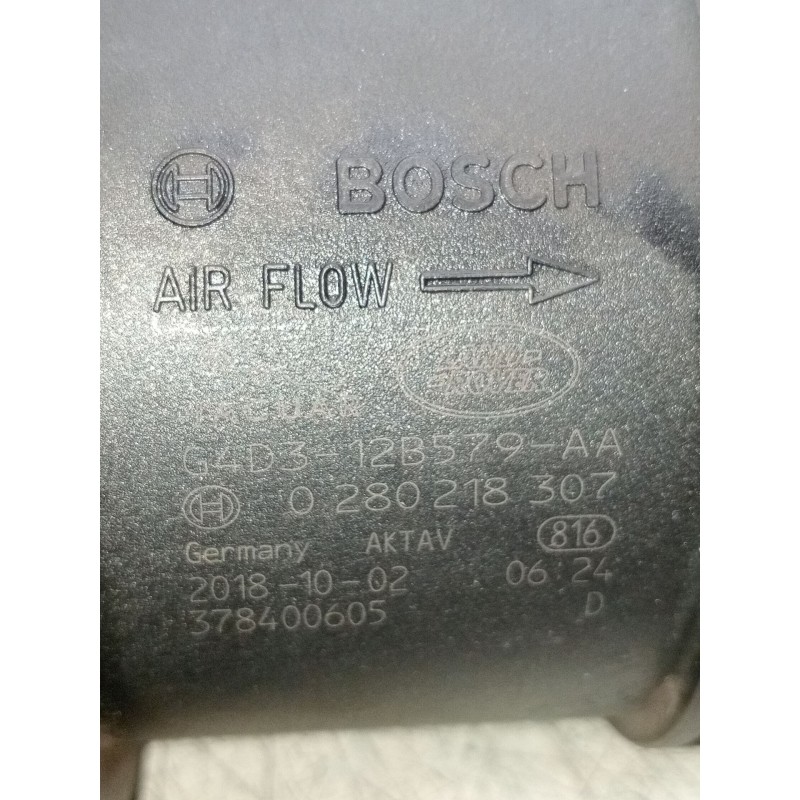 BOSCH
AIR FLOW
LAND ROVER
JAGUAR
G4D3-12B579-AA
0 280 218 307
Germany AKTAV 816
2018-10-02 06:24
378400605 D